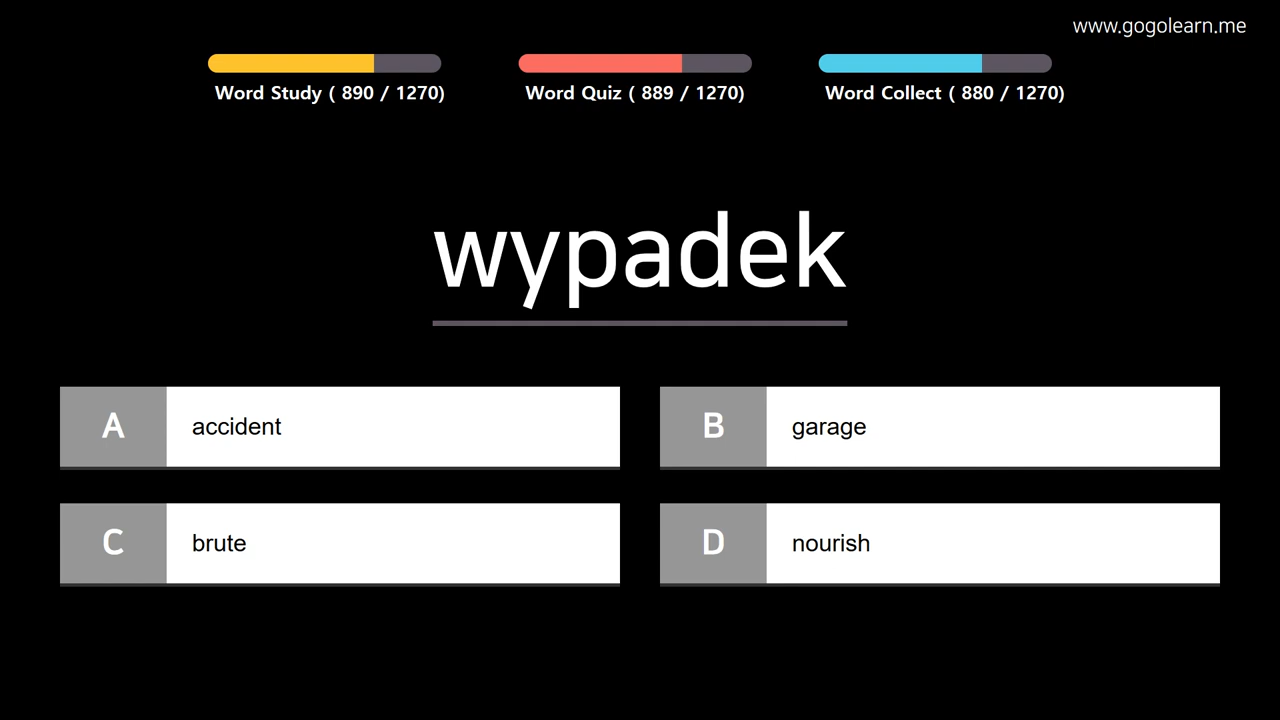 www.gogolearn.me
Word Study ( 890 / 1270)
Word Quiz ( 889 / 1270)
Word Collect ( 880 / 1270)
wypadek
A accident
B garage
C brute
D nourish